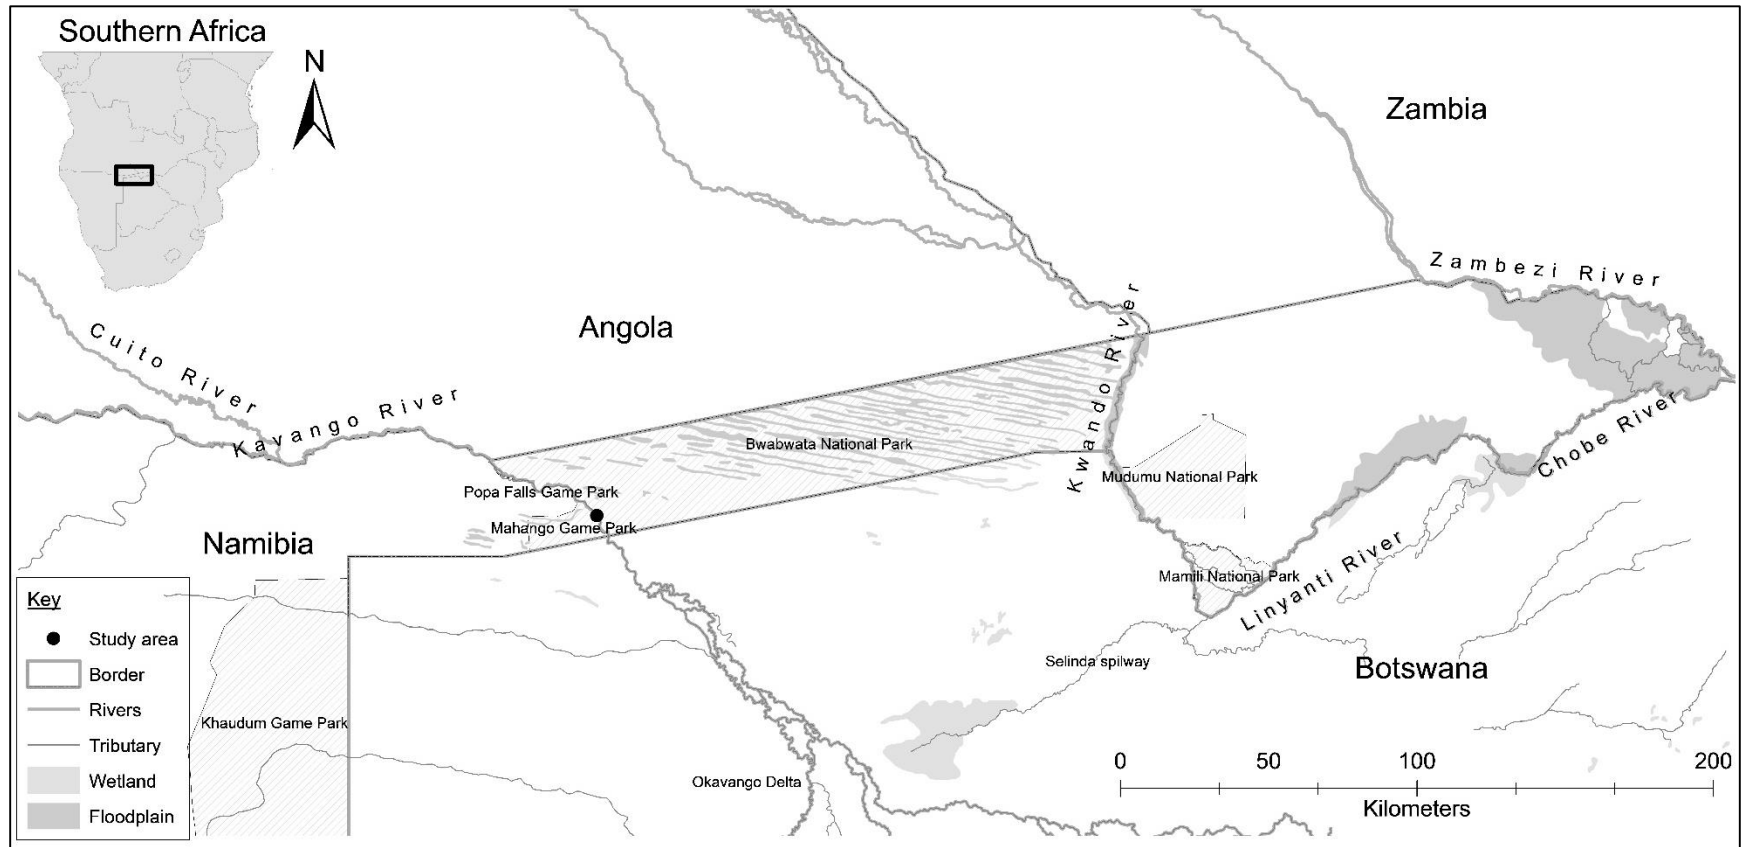 Southern Africa
N
Zambia
Zambezi River
Angola
Cuito River
Kavango River
Kwando River
Bwabwata National Park
Mudumu National Park
Chobe River
Popa Falls Game Park
Mahango Game Park
Namibia
Mamili National Park
Linyanti River
Selinda spilway
Botswana
Khaudum Game Park
Okavango Delta
Key
Study area
Border
Rivers
Tributary
Wetland
Floodplain
0 50 100 200
Kilometers